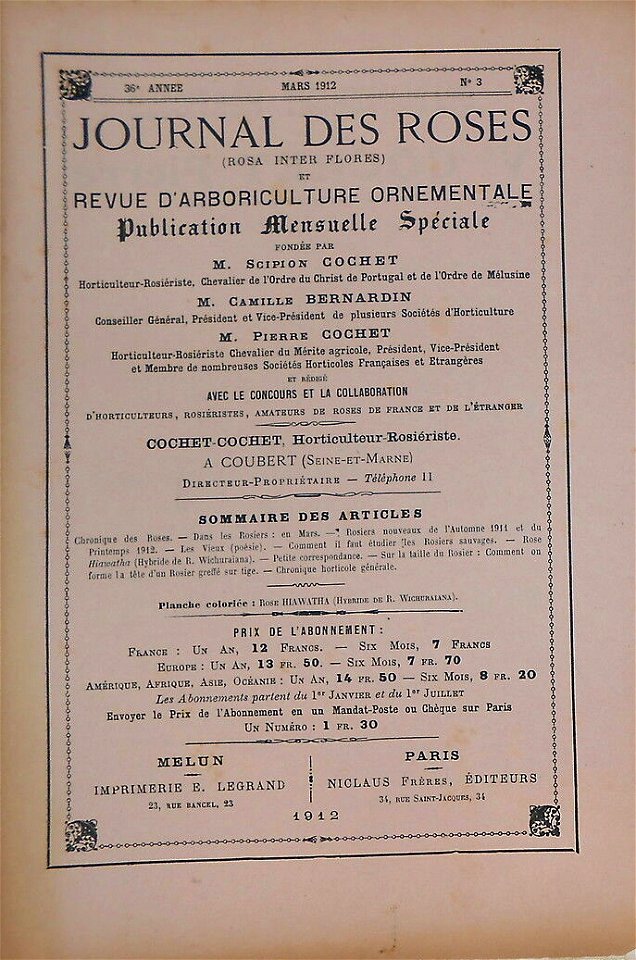 36e ANNEE MARS 1912 No 3
JOURNAL DES ROSES
(ROSA INTER FLORES)
ET
REVUE D'ARBORICULTURE ORNEMENTALE
Publication Mensuelle Spéciale
FONDÉE PAR
M. SCIPION COCHET
Horticulteur-Rosiériste, Chevalier de l'Ordre du Christ de Portugal et de l'Ordre de Mélusine
M. CAMILLE BERNARDIN
Conseiller Général, Président et Vice-Président de plusieurs Sociétés d'Horticulture
M. PIERRE COCHET
Horticulteur-Rosiériste Chevalier du Mérite agricole, Président, Vice-Président
et Membre de nombreuses Sociétés Horticoles Françaises et Etrangères
ET RÉDIGÉ
AVEC LE CONCOURS ET LA COLLABORATION
D'HORTICULTEURS, ROSIÉRISTES, AMATEURS DE ROSES DE FRANCE ET DE L'ÉTRANGER
COCHET-COCHET, Horticulteur-Rosiériste.
A COUBERT (SEINE-ET-MARNE)
DIRECTEUR-PROPRIÉTAIRE — Téléphone 11
SOMMAIRE DES ARTICLES
Chronique des Roses. — Dans les Rosiers : en Mars. — Rosiers nouveaux de l'Automne 1911 et du
Printemps 1912. — Les Vieux (poésie). — Comment il faut étudier les Rosiers sauvages. — Rose
Hiawatha (Hybride de R. Wichuraiana). — Petite correspondance. — Sur la taille du Rosier : Comment on
forme la tête d'un Rosier greffé sur tige. — Chronique horticole générale.
Planche coloriée : ROSE HIAWATHA (HYBRIDE DE R. WICHURAIANA).
PRIX DE L'ABONNEMENT :
FRANCE : UN AN, 12 FRANCS. — SIX MOIS, 7 FRANCS
EUROPE : UN AN, 13 FR. 50. — SIX MOIS, 7 FR. 70
AMÉRIQUE, AFRIQUE, ASIE, OCÉANIE : UN AN, 14 FR. 50 — SIX MOIS, 8 FR. 20
Les Abonnements partent du 1er JANVIER et du 1er JUILLET
Envoyer le Prix de l'Abonnement en un Mandat-Poste ou Chèque sur Paris
UN NUMÉRO : 1 FR. 30
MELUN
IMPRIMERIE E. LEGRAND
23, RUE BANCEL, 23
PARIS
NICLAUS FRÈRES, ÉDITEURS
34, RUE SAINT-JACQUES, 34
1912